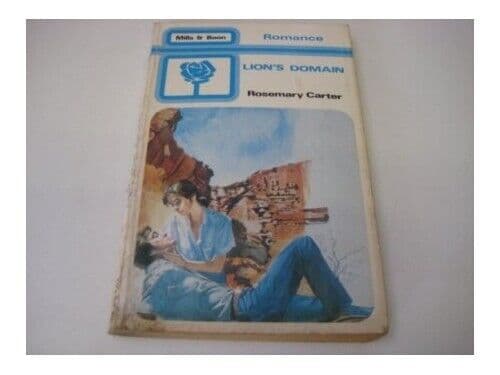 Mills & Boon
Romance
LION'S DOMAIN
Rosemary Carter